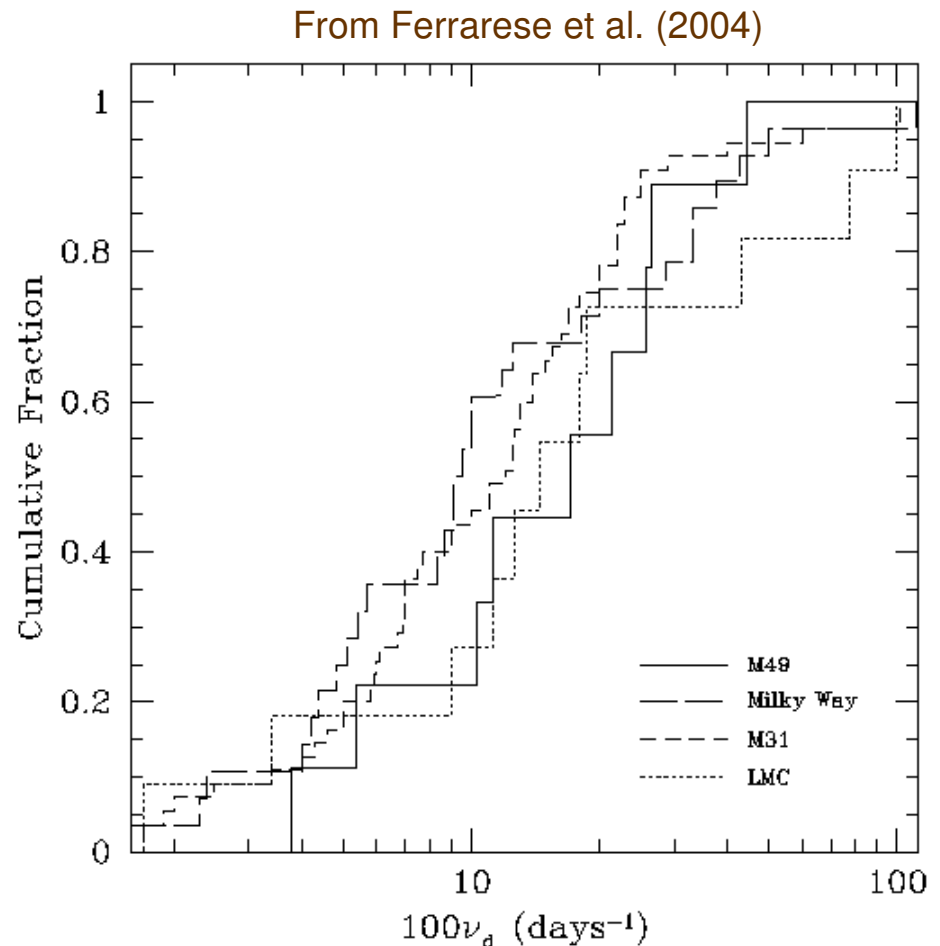 From Ferrarese et al. (2004)
1
0.8
0.6
0.4
0.2
0
Cumulative Fraction
M49
Milky Way
M31
LMC
10
100
100ν_d (days⁻¹)